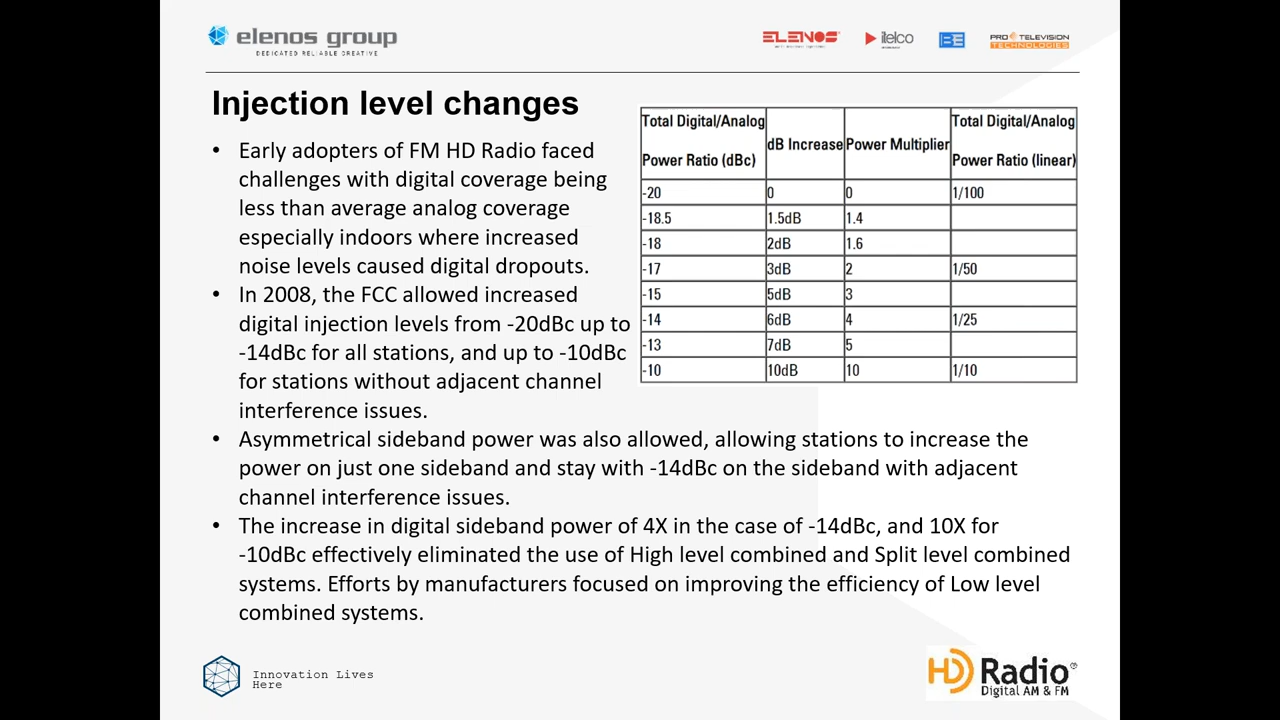 elenos group
DEDICATED RELIABLE CREATIVE
ELENOS
itelco
BE
PRO TELEVISION
TECHNOLOGIES
Injection level changes
• Early adopters of FM HD Radio faced
challenges with digital coverage being
less than average analog coverage
especially indoors where increased
noise levels caused digital dropouts.
• In 2008, the FCC allowed increased
digital injection levels from -20dBc up to
-14dBc for all stations, and up to -10dBc
for stations without adjacent channel
interference issues.
• Asymmetrical sideband power was also allowed, allowing stations to increase the
power on just one sideband and stay with -14dBc on the sideband with adjacent
channel interference issues.
• The increase in digital sideband power of 4X in the case of -14dBc, and 10X for
-10dBc effectively eliminated the use of High level combined and Split level combined
systems. Efforts by manufacturers focused on improving the efficiency of Low level
combined systems.
Total Digital/Analog Power Ratio (dBc) dB Increase Power Multiplier Total Digital/Analog Power Ratio (linear)
-20 0 0 1/100
-18.5 1.5dB 1.4
-18 2dB 1.6
-17 3dB 2 1/50
-15 5dB 3
-14 6dB 4 1/25
-13 7dB 5
-10 10dB 10 1/10
Innovation Lives
Here
HD Radio®
Digital AM & FM